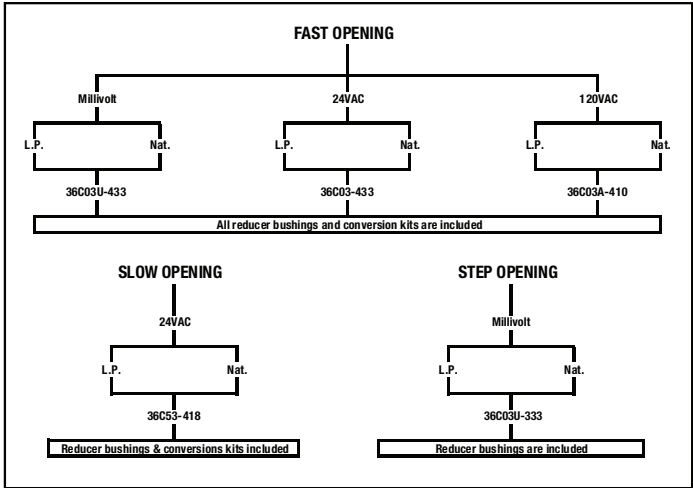 FAST OPENING
Millivolt 24VAC 120VAC
L.P. Nat. L.P. Nat. L.P. Nat.
36C03U-433 36C03-433 36C03A-410
All reducer bushings and conversion kits are included
SLOW OPENING STEP OPENING
24VAC Millivolt
L.P. Nat. L.P. Nat.
36C53-418 36C03U-333
Reducer bushings & conversions kits included Reducer bushings are included